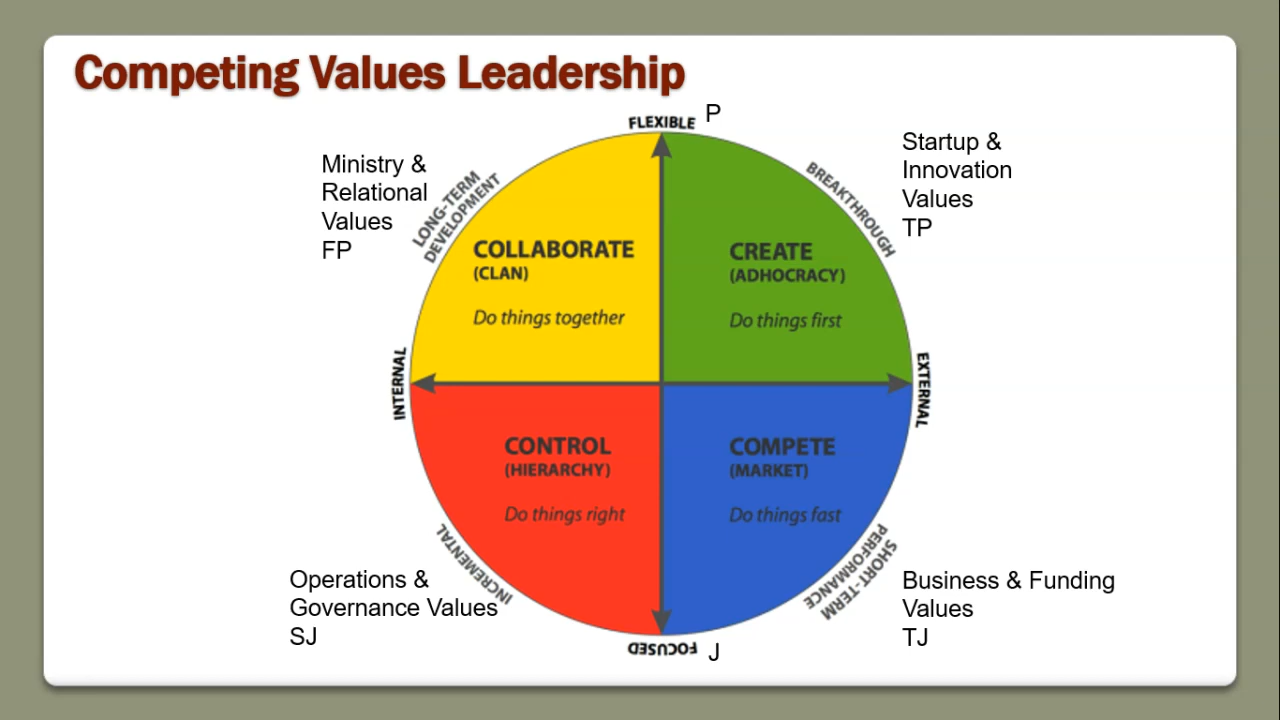 Competing Values Leadership
FLEXIBLE
P
Ministry &
Relational
Values
FP
LONG-TERM
DEVELOPMENT
BREAKTHROUGH
Startup &
Innovation
Values
TP
COLLABORATE
(CLAN)
Do things together
CREATE
(ADHOCRACY)
Do things first
INTERNAL
EXTERNAL
CONTROL
(HIERARCHY)
Do things right
COMPETE
(MARKET)
Do things fast
Operations &
Governance Values
SJ
INCREMENTAL
SHORT-TERM
PERFORMANCE
Business & Funding
Values
TJ
FOCUSED
J